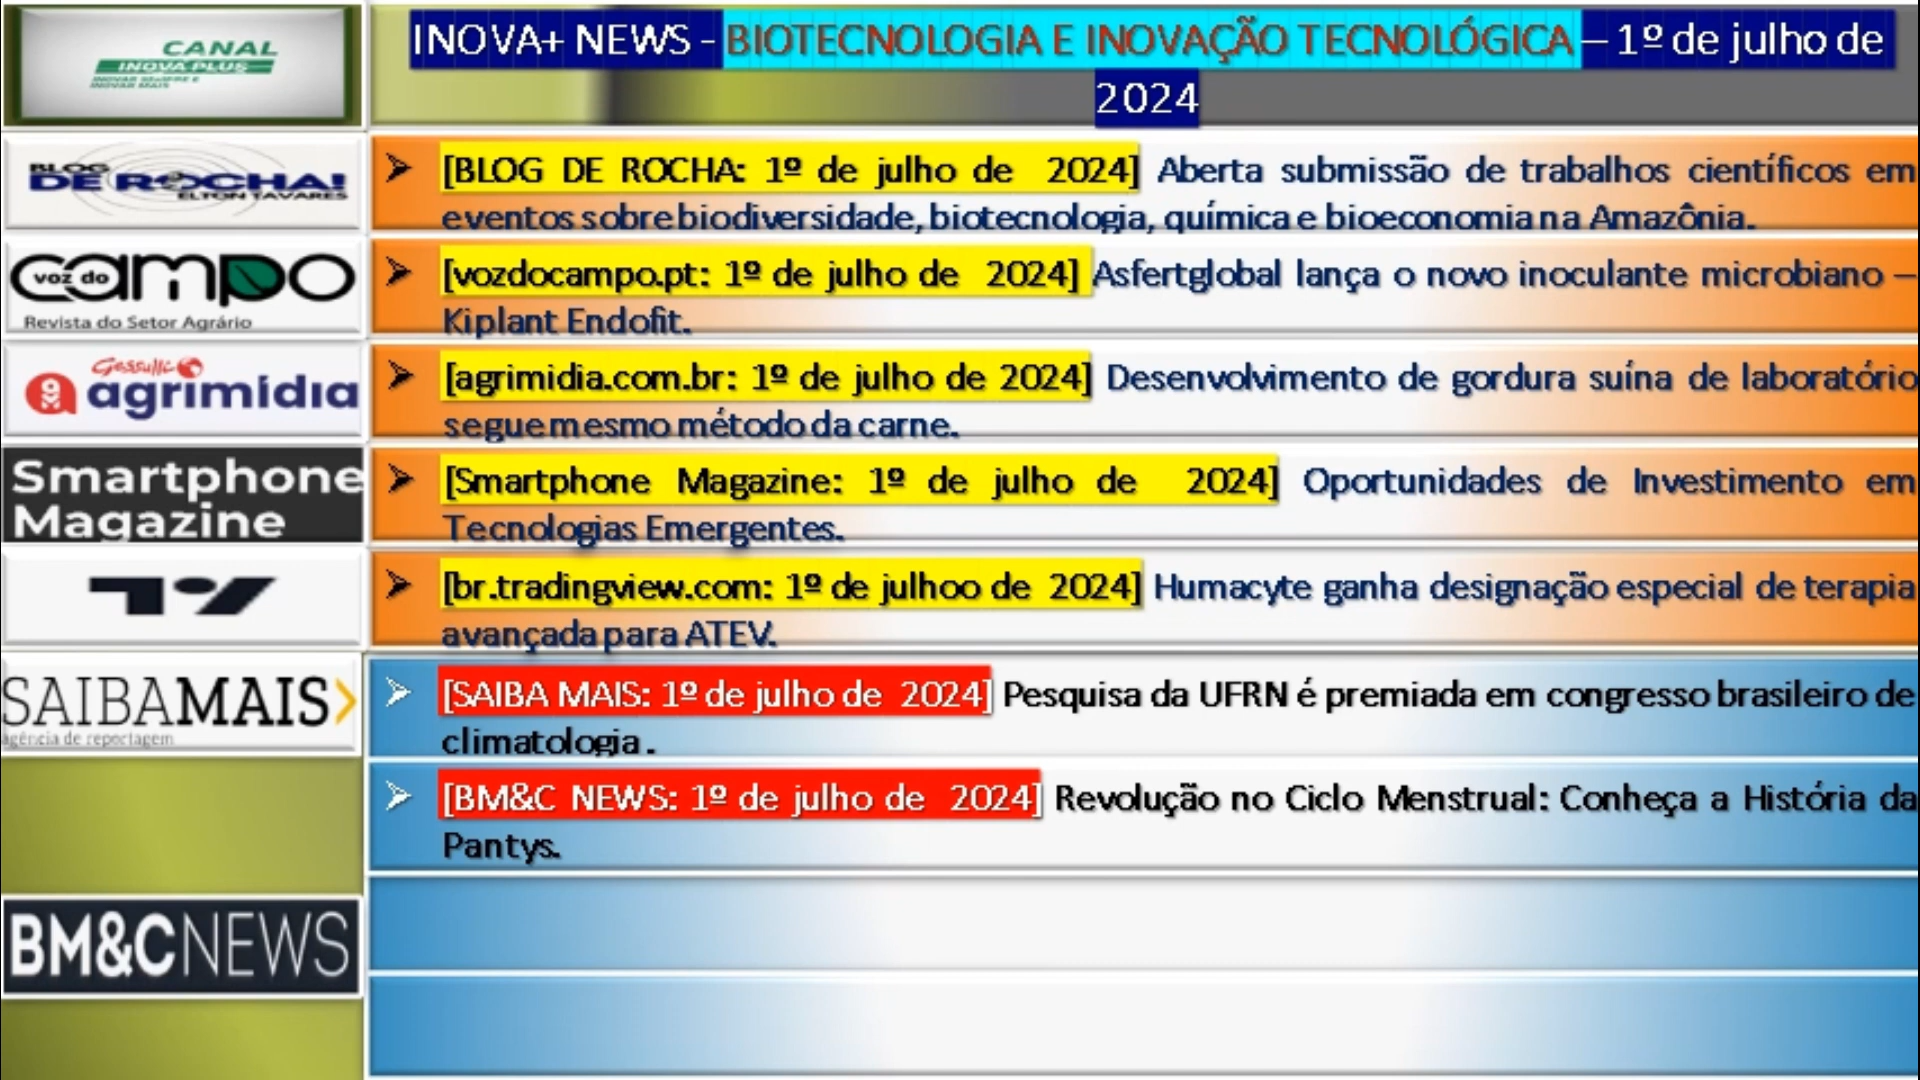 CANAL
INOVA PLUS
INOVAR SEMPRE E
INOVAR MAIS
INOVA+ NEWS - BIOTECNOLOGIA E INOVAÇÃO TECNOLÓGICA – 1º de julho de
2024
BLOG
DE ROCHA!
ELTON TAVARES
➢ [BLOG DE ROCHA: 1º de julho de 2024] Aberta submissão de trabalhos científicos em
eventos sobre biodiversidade, biotecnologia, química e bioeconomia na Amazônia.
voz do campo
Revista do Setor Agrário
➢ [vozdocampo.pt: 1º de julho de 2024] Asfertglobal lança o novo inoculante microbiano –
Kiplant Endofit.
Gessulli
agrimídia
➢ [agrimidia.com.br: 1º de julho de 2024] Desenvolvimento de gordura suína de laboratório
segue mesmo método da carne.
Smartphone
Magazine
➢ [Smartphone Magazine: 1º de julho de 2024] Oportunidades de Investimento em
Tecnologias Emergentes.
➢ [br.tradingview.com: 1º de julhoo de 2024] Humacyte ganha designação especial de terapia
avançada para ATEV.
SAIBAMAIS
agência de reportagem
➢ [SAIBA MAIS: 1º de julho de 2024] Pesquisa da UFRN é premiada em congresso brasileiro de
climatologia .
➢ [BM&C NEWS: 1º de julho de 2024] Revolução no Ciclo Menstrual: Conheça a História da
Pantys.
BM&CNEWS